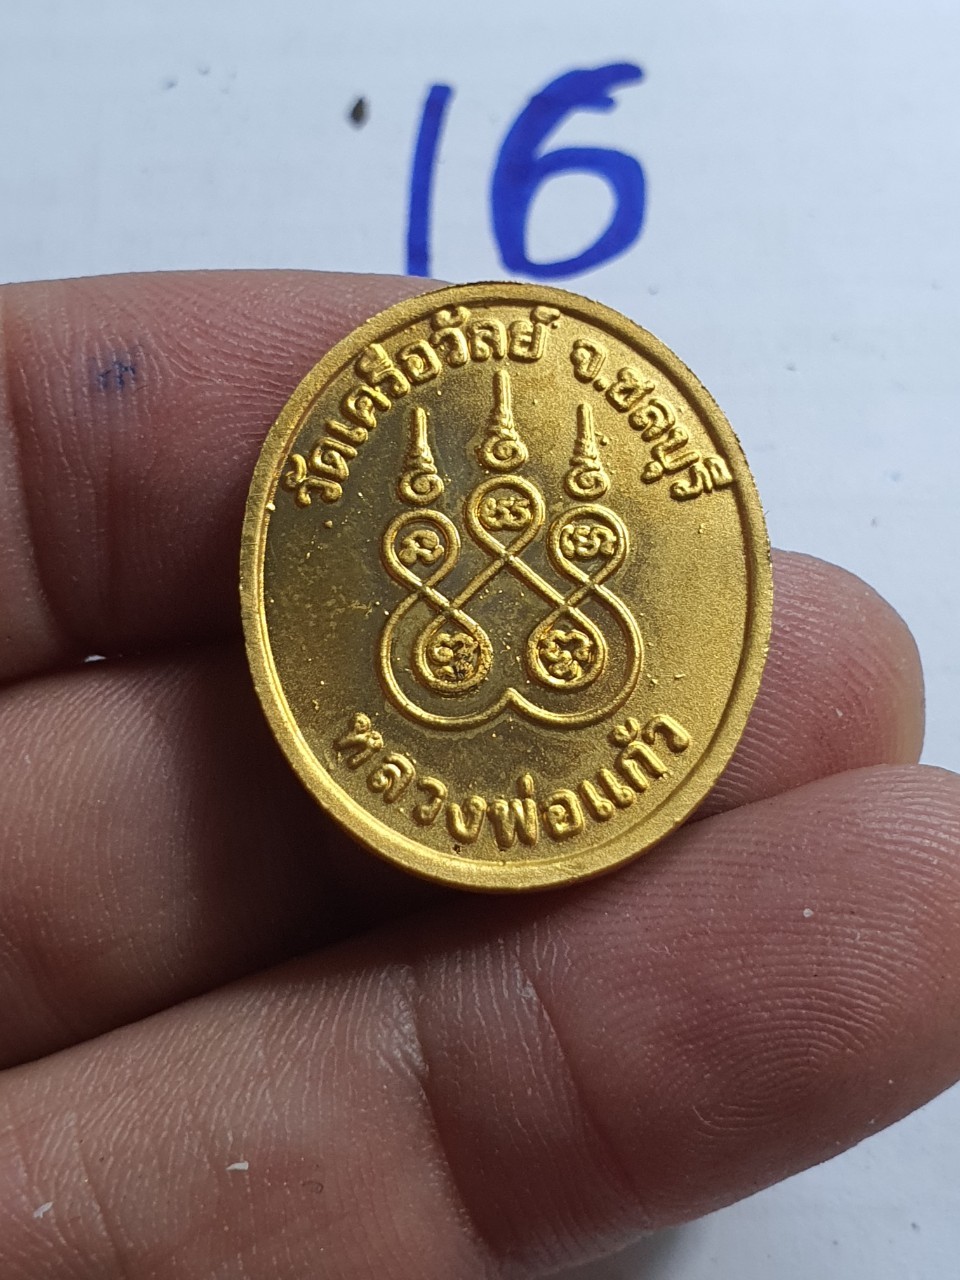 16
วัดเครือวัลย์ จ.ชลบุรี
หลวงพ่อแก้ว